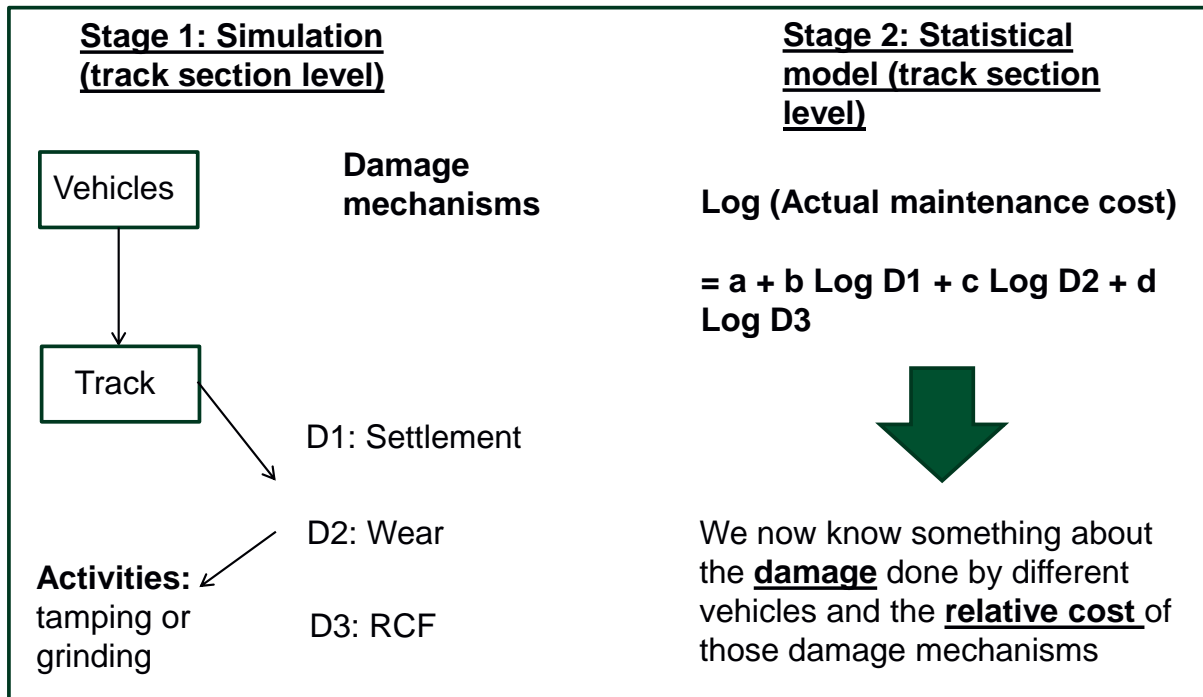 Stage 1: Simulation
(track section level)
Vehicles
Damage
mechanisms
Track
D1: Settlement
D2: Wear
D3: RCF
Activities:
tamping or
grinding
Stage 2: Statistical
model (track section
level)
Log (Actual maintenance cost)
= a + b Log D1 + c Log D2 + d
Log D3
We now know something about
the damage done by different
vehicles and the relative cost of
those damage mechanisms